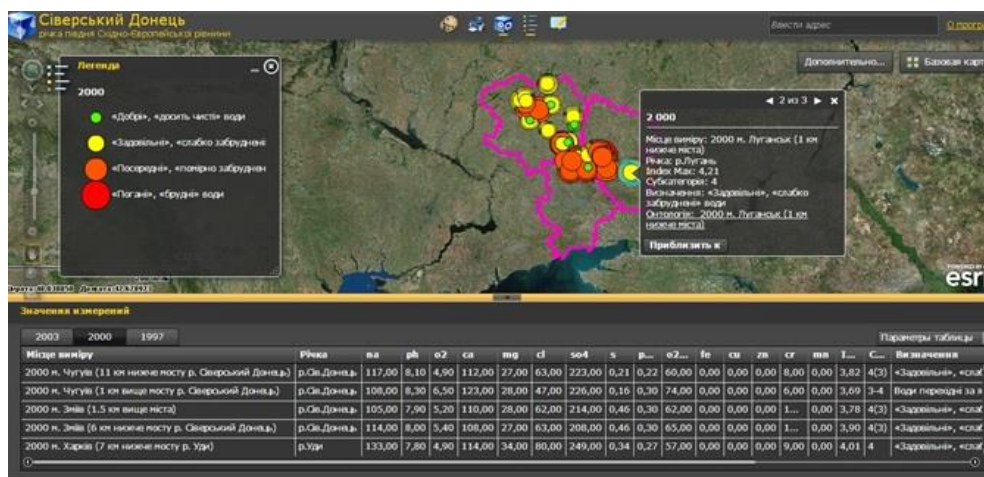 Сіверський Донець
річка півдня Східно-Європейської рівнини
Ввести адрес
О програ
Легенда
2000
«Добрі», «досить чисті» води
«Задовільні», «слабко забруднені
«Посередні», «помірно забруднен
«Погані», «брудні» води
Дополнительно...
Базовая карт
2 из 3
2 000
Місце виміру: 2000 м. Луганськ (1 км
нижче міста)
Річка: р.Лугань
Index Max: 4,21
Субкатегорія: 4
Визначення: «Задовільні», «слабко
забруднені» води
Онтологія: 2000 м. Луганськ (1 км
нижче міста)
Приблизить к
POWERED BY
esri
Значения измерений
2003 2000 1997
Параметры таблицы
Місце виміру Річка na ph o2 ca mg cl so4 s p... o2... fe cu zn cr mn I... С... Визначення
2000 м. Чугуїв (11 км нижче мосту р. Сіверський Донець) р.Сів.Донець 117,00 8,10 4,90 112,00 27,00 63,00 223,00 0,21 0,22 60,00 0,00 0,00 0,00 8,00 0,00 3,82 4(3) «Задовільні», «слаб
2000 м. Чугуїв (1 км вище мосту р. Сіверський Донець) р.Сів.Донець 108,00 8,30 6,50 123,00 28,00 47,00 226,00 0,16 0,30 74,00 0,00 0,00 0,00 6,00 0,00 3,69 3-4 Води перехідні за я
2000 м. Зміїв (1.5 км вище міста) р.Сів.Донець 105,00 7,90 5,20 110,00 28,00 62,00 214,00 0,46 0,30 62,00 0,00 0,00 0,00 1... 0,00 3,78 4(3) «Задовільні», «слаб
2000 м. Зміїв (6 км нижче мосту р. Сіверський Донець) р.Сів.Донець 114,00 8,00 5,40 108,00 27,00 63,00 208,00 0,46 0,30 65,00 0,00 0,00 0,00 1... 0,00 3,90 4(3) «Задовільні», «слаб
2000 м. Харків (7 км нижче мосту р. Уди) р.Уди 133,00 7,80 4,90 114,00 34,00 80,00 249,00 0,34 0,27 57,00 0,00 0,00 0,00 9,00 0,00 4,01 4 «Задовільні», «слаб